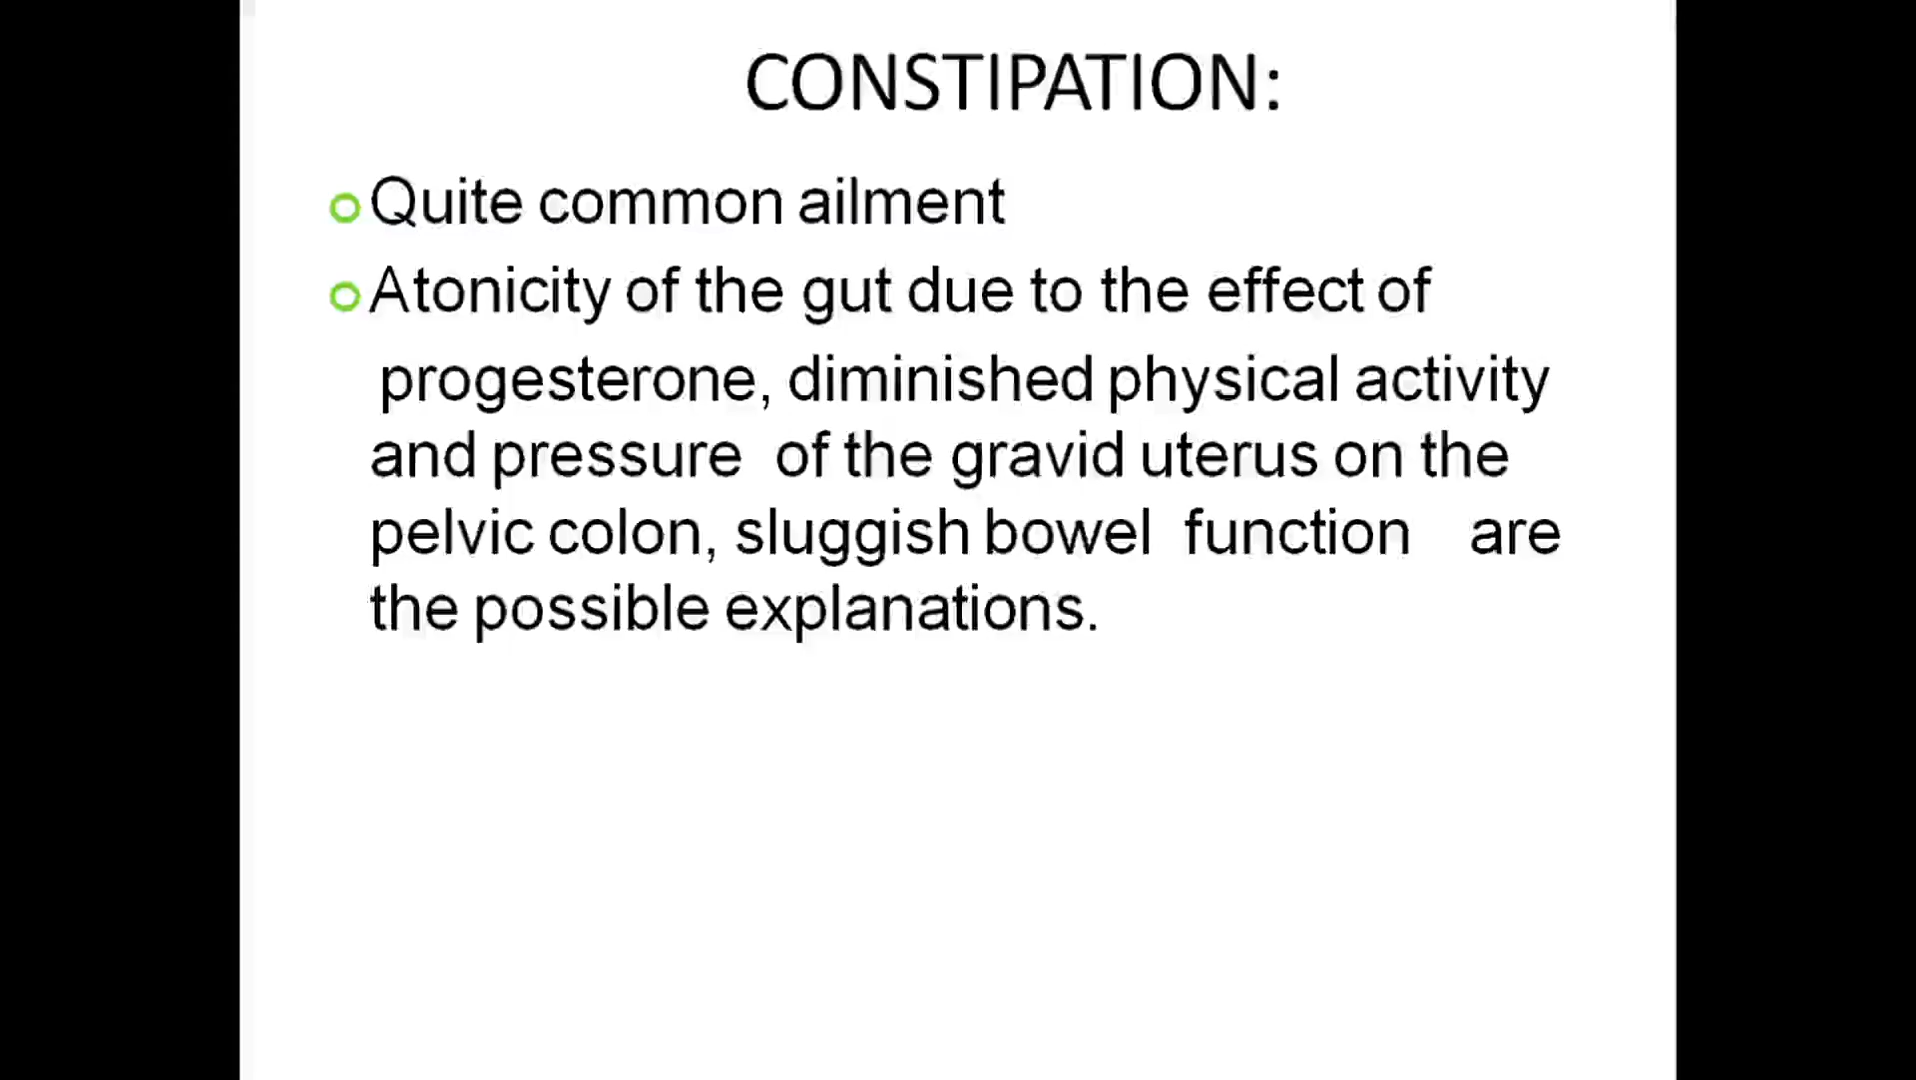 CONSTIPATION:
Quite common ailment
Atonicity of the gut due to the effect of
progesterone, diminished physical activity
and pressure of the gravid uterus on the
pelvic colon, sluggish bowel function are
the possible explanations.